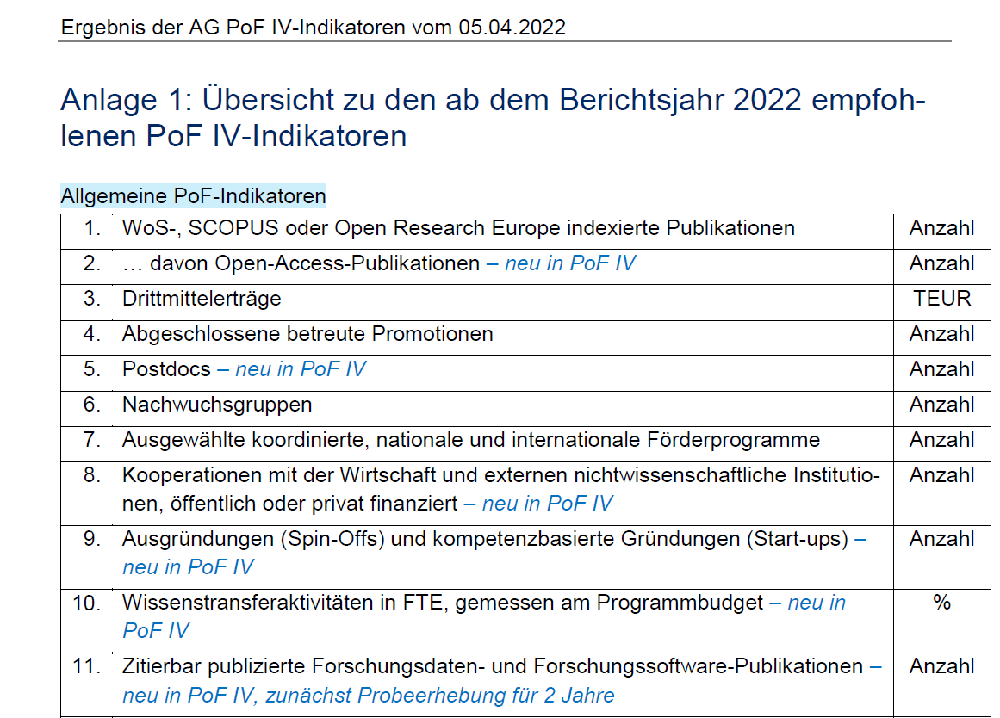 Ergebnis der AG PoF IV-Indikatoren vom 05.04.2022
Anlage 1: Übersicht zu den ab dem Berichtsjahr 2022 empfoh-
lenen PoF IV-Indikatoren
Allgemeine PoF-Indikatoren
1. WoS-, SCOPUS oder Open Research Europe indexierte Publikationen Anzahl
2. … davon Open-Access-Publikationen – neu in PoF IV Anzahl
3. Drittmittelerträge TEUR
4. Abgeschlossene betreute Promotionen Anzahl
5. Postdocs – neu in PoF IV Anzahl
6. Nachwuchsgruppen Anzahl
7. Ausgewählte koordinierte, nationale und internationale Förderprogramme Anzahl
8. Kooperationen mit der Wirtschaft und externen nichtwissenschaftliche Institutio- Anzahl
nen, öffentlich oder privat finanziert – neu in PoF IV
9. Ausgründungen (Spin-Offs) und kompetenzbasierte Gründungen (Start-ups) – Anzahl
neu in PoF IV
10. Wissenstransferaktivitäten in FTE, gemessen am Programmbudget – neu in %
PoF IV
11. Zitierbar publizierte Forschungsdaten- und Forschungssoftware-Publikationen – Anzahl
neu in PoF IV, zunächst Probeerhebung für 2 Jahre